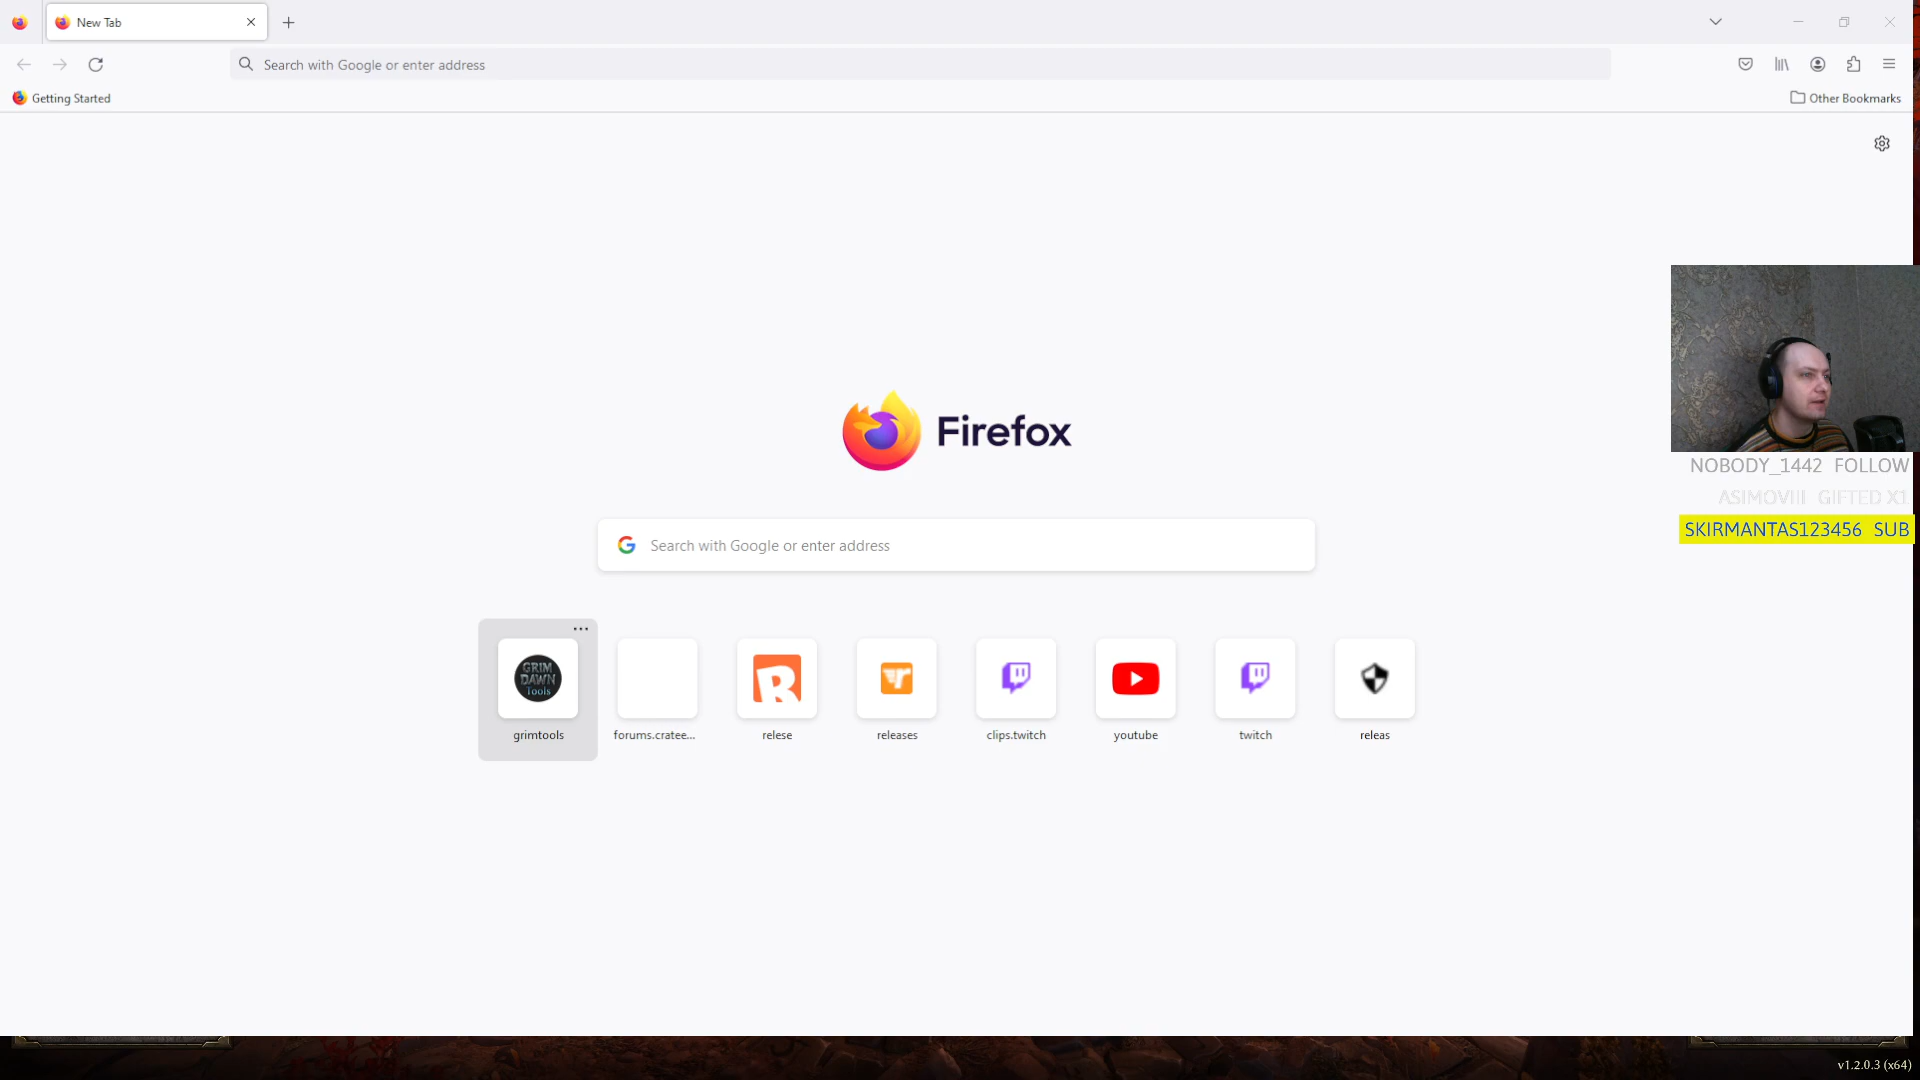 New Tab
Search with Google or enter address
Getting Started
Other Bookmarks
Firefox
NOBODY_1442 FOLLOW
ASIMOVIII GIFTED X1
SKIRMANTAS123456 SUB
Search with Google or enter address
GRIM
DAWN
Tools
grimtools
forums.cratee...
relese
releases
clips.twitch
youtube
twitch
releas
v1.2.0.3 (x64)